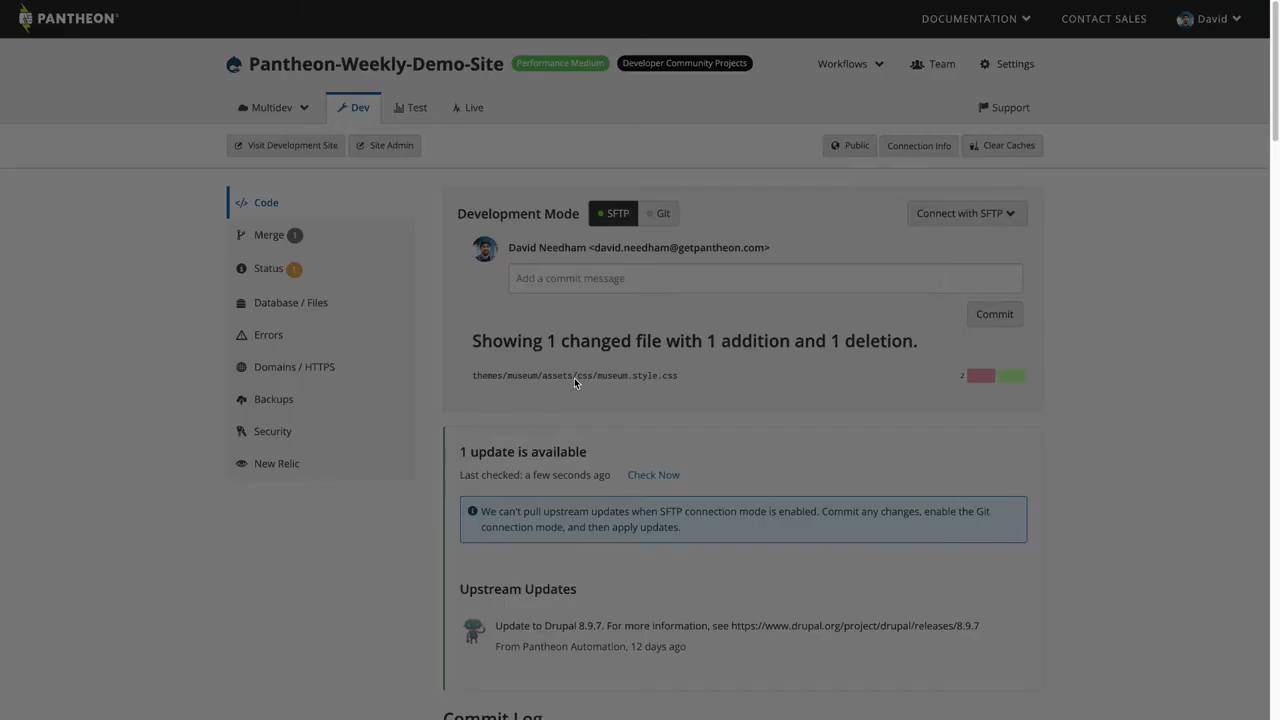 PANTHEON
DOCUMENTATION
CONTACT SALES
David
Pantheon-Weekly-Demo-Site
Performance Medium
Developer Community Projects
Workflows
Team
Settings
Multidev
Dev
Test
Live
Support
Visit Development Site
Site Admin
Public
Connection Info
Clear Caches
Code
Merge 1
Status 1
Database / Files
Errors
Domains / HTTPS
Backups
Security
New Relic
Development Mode
SFTP
Git
Connect with SFTP
David Needham <david.needham@getpantheon.com>
Add a commit message
Commit
Showing 1 changed file with 1 addition and 1 deletion.
themes/museum/assets/css/museum.style.css
2
1 update is available
Last checked: a few seconds ago
Check Now
We can't pull upstream updates when SFTP connection mode is enabled. Commit any changes, enable the Git
connection mode, and then apply updates.
Upstream Updates
Update to Drupal 8.9.7. For more information, see https://www.drupal.org/project/drupal/releases/8.9.7
From Pantheon Automation, 12 days ago
Commit Log